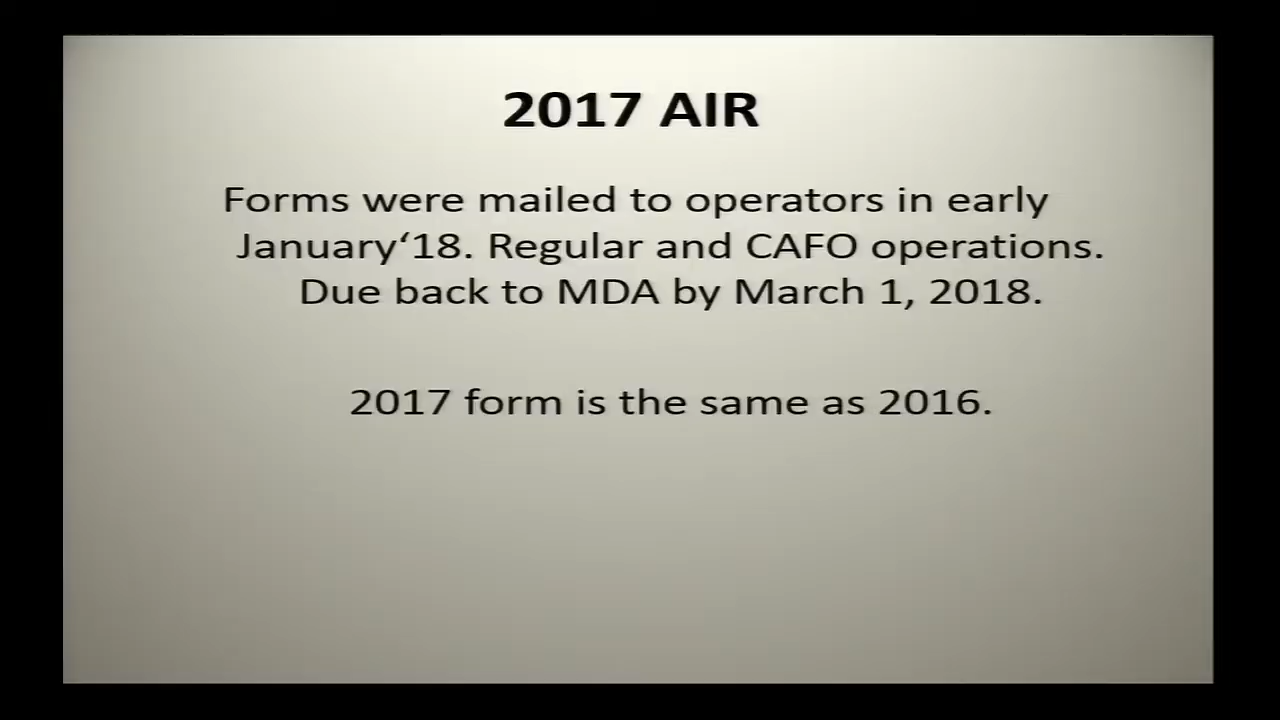 2017 AIR
Forms were mailed to operators in early
January‘18. Regular and CAFO operations.
Due back to MDA by March 1, 2018.
2017 form is the same as 2016.